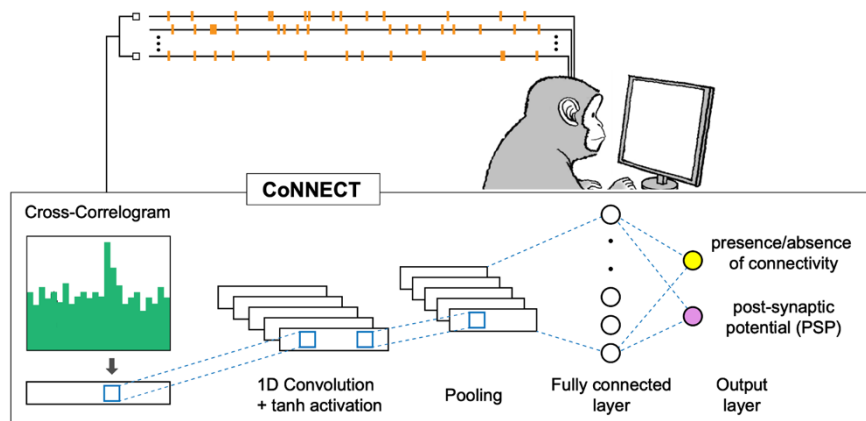 CoNNECT
Cross-Correlogram
presence/absence
of connectivity
post-synaptic
potential (PSP)
1D Convolution
+ tanh activation
Pooling
Fully connected
layer
Output
layer